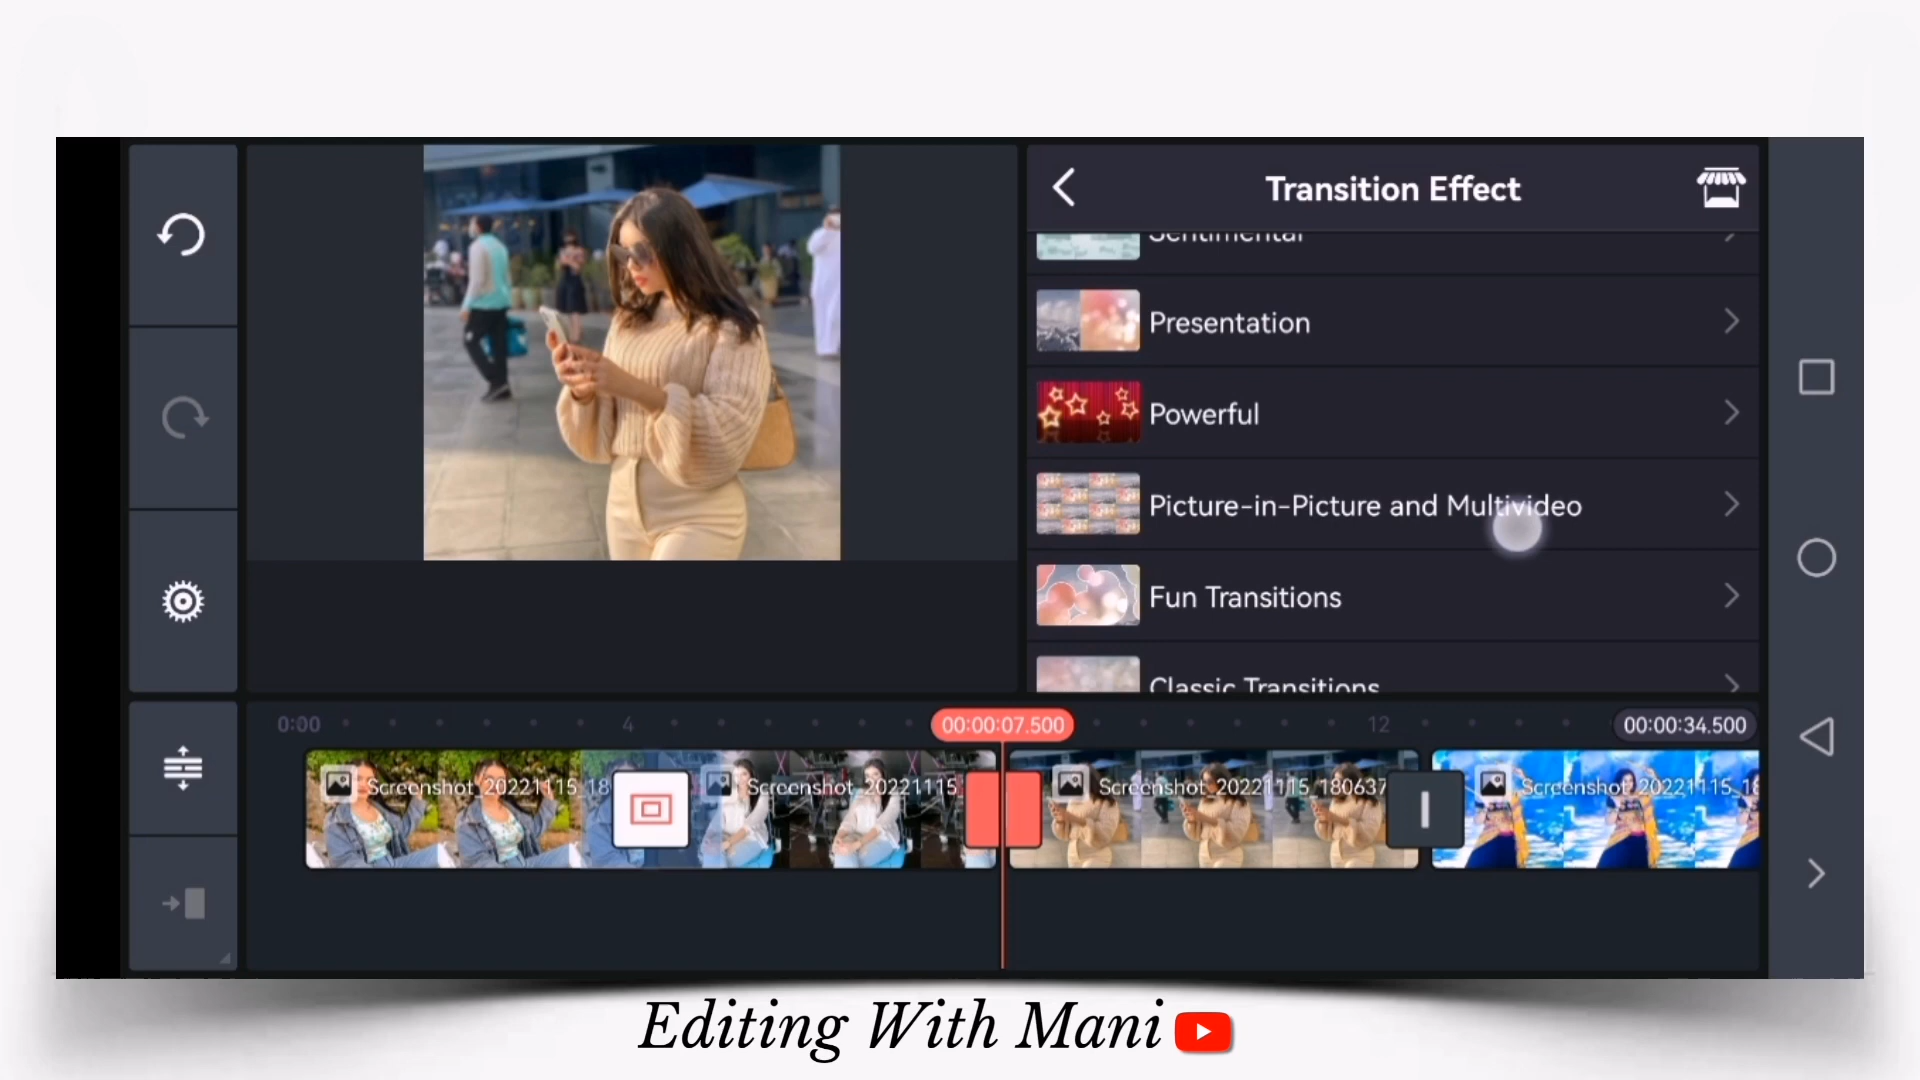 Transition Effect
Sentimental
Presentation
Powerful
Picture-in-Picture and Multivideo
Fun Transitions
Classic Transitions
0:00
4
00:00:07.500
12
00:00:34.500
Screenshot_20221115_18
Screenshot_20221115
Screenshot_20221115_180637
Screenshot_20221115_18
Editing With Mani